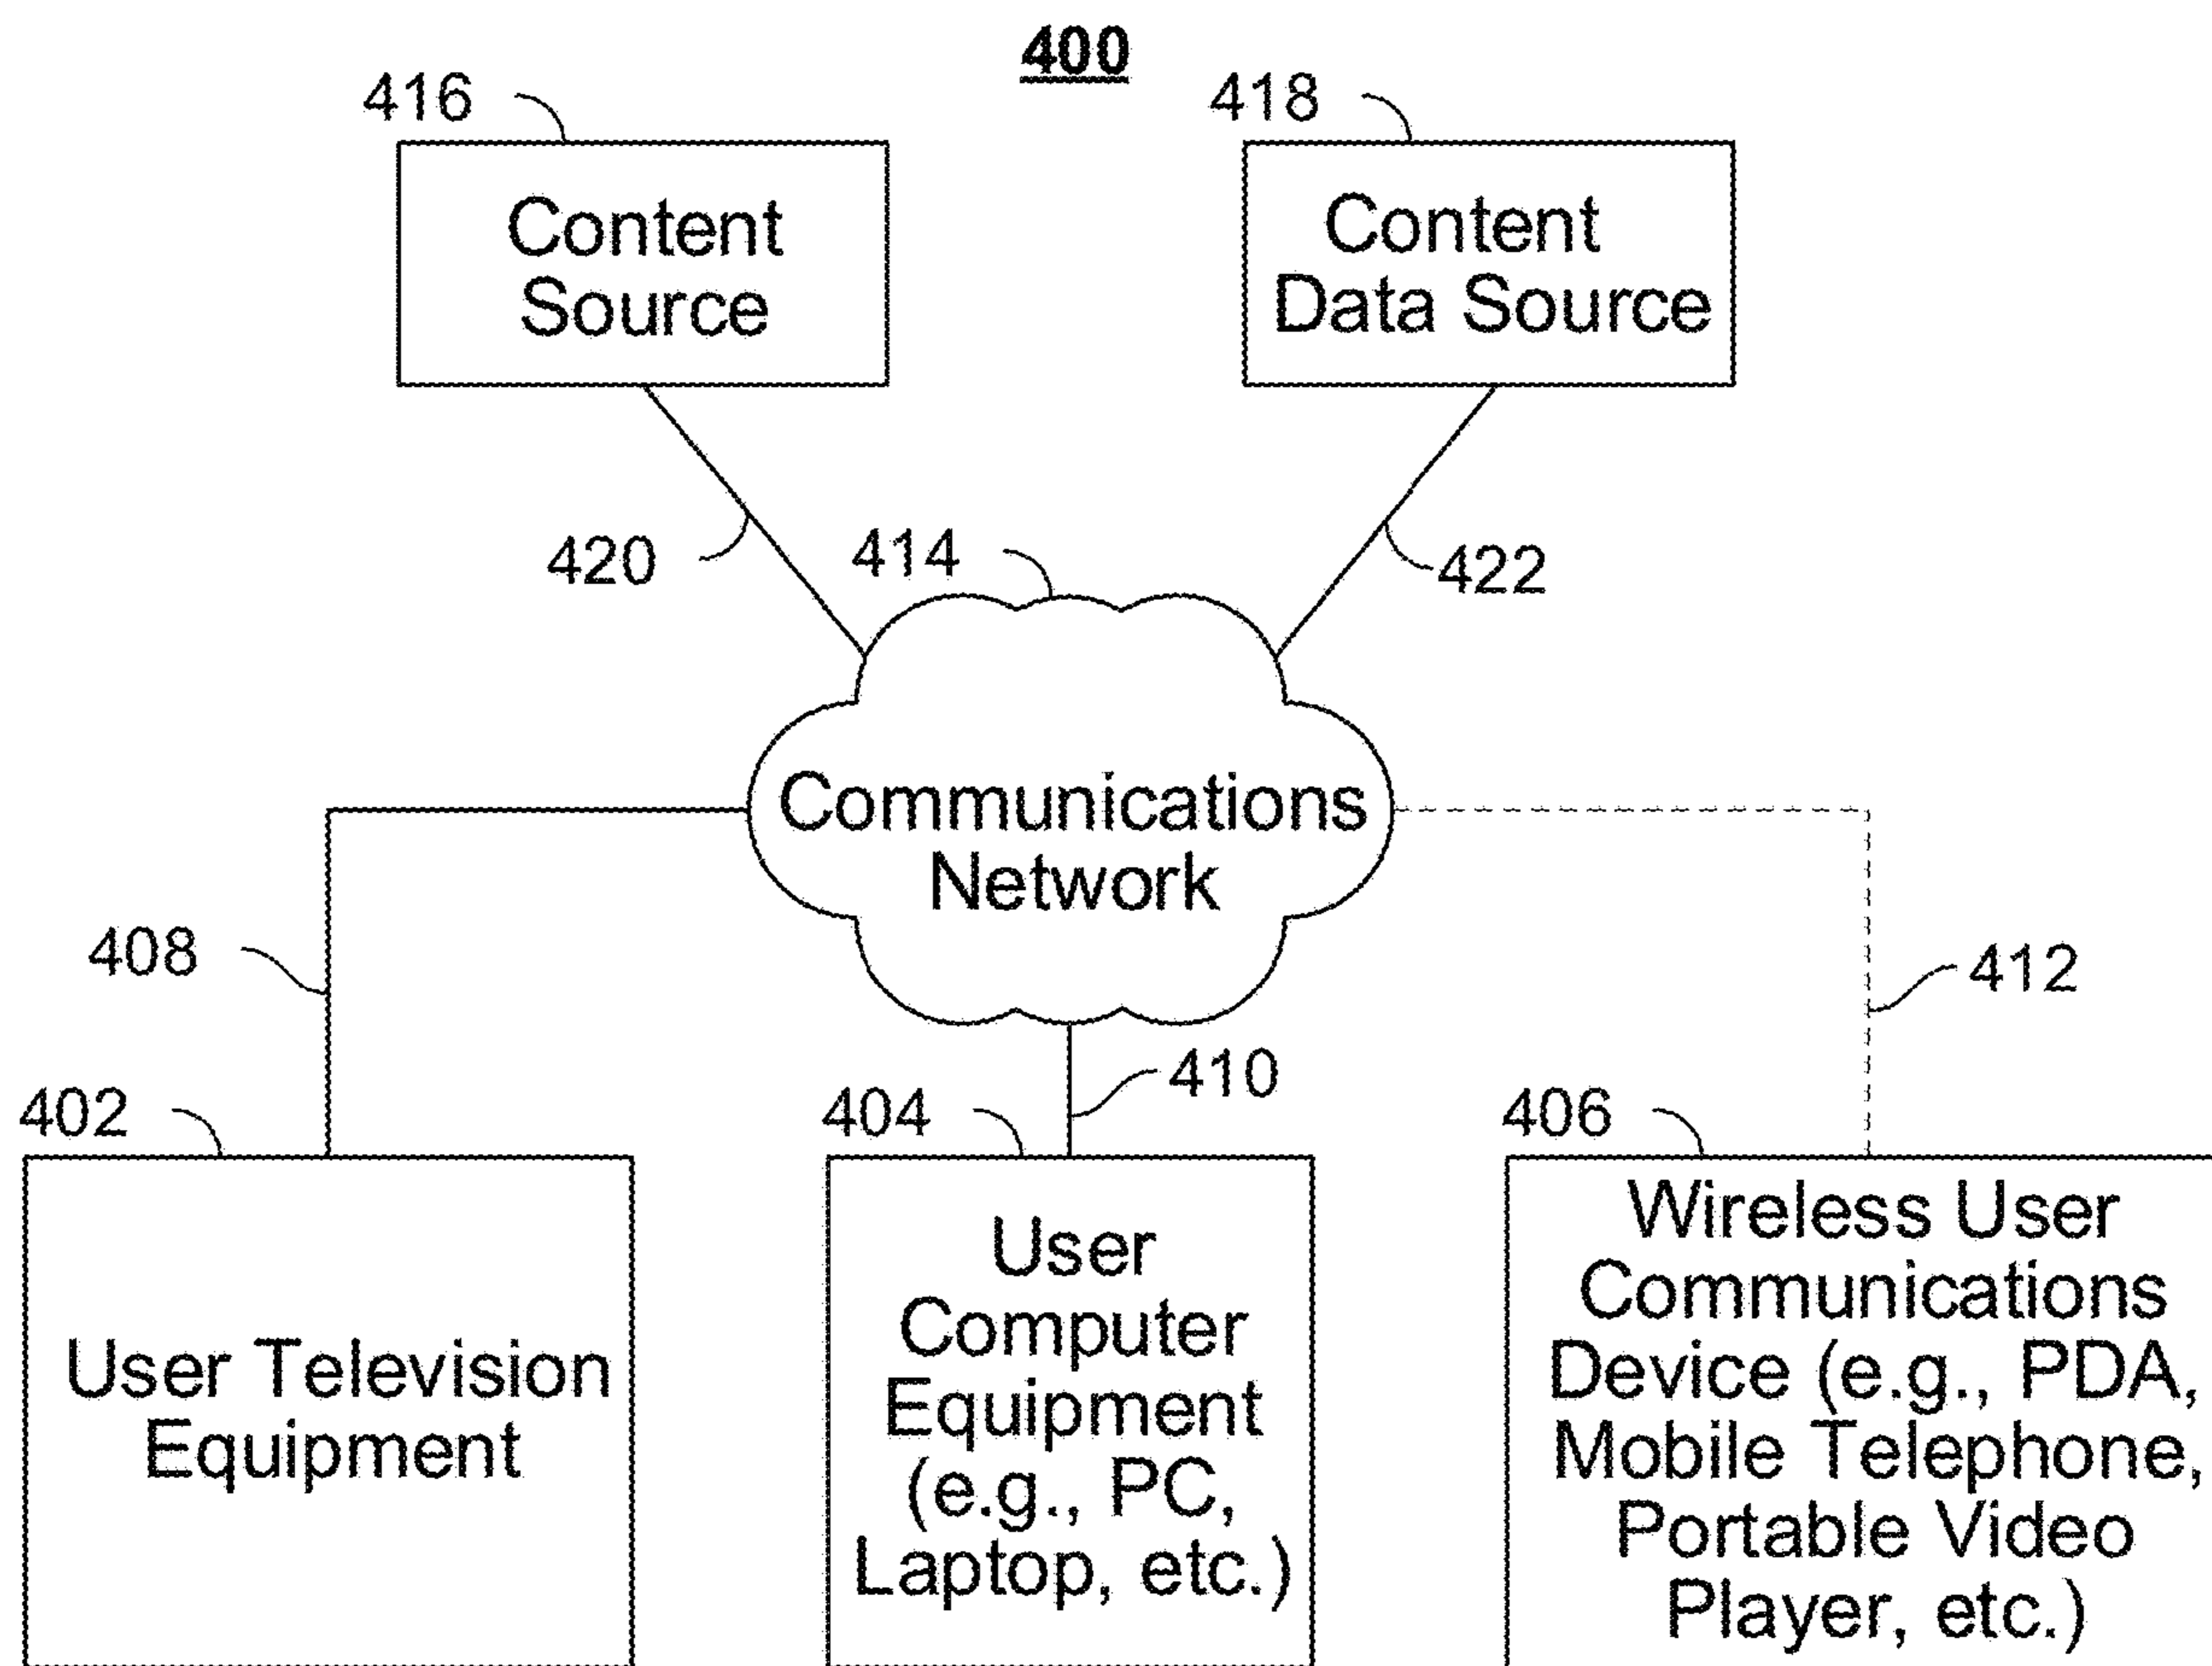 400
416
418
Content
Source
Content
Data Source
420
414
422
Communications
Network
408
412
410
402
404
406
User Television
Equipment
User
Computer
Equipment
(e.g., PC,
Laptop, etc.)
Wireless User
Communications
Device (e.g., PDA,
Mobile Telephone,
Portable Video
Player, etc.)